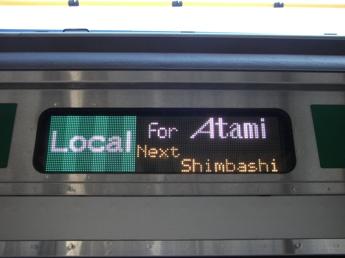 Local For Atami
Next
Shimbashi